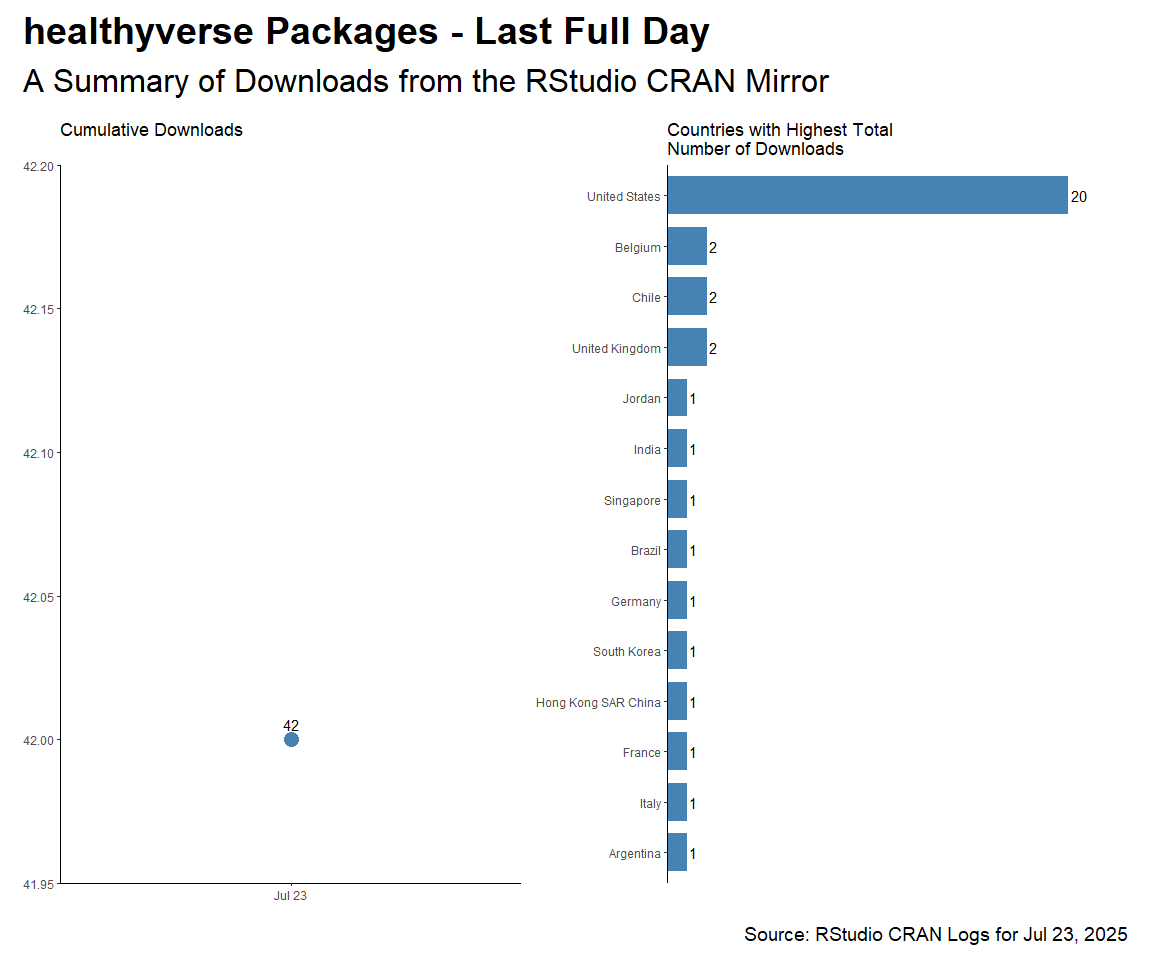 healthyverse Packages - Last Full Day
A Summary of Downloads from the RStudio CRAN Mirror
Cumulative Downloads
42.20
42.15
42.10
42.05
42.00
41.95
42
Jul 23
Countries with Highest Total
Number of Downloads
United States 20
Belgium 2
Chile 2
United Kingdom 2
Jordan 1
India 1
Singapore 1
Brazil 1
Germany 1
South Korea 1
Hong Kong SAR China 1
France 1
Italy 1
Argentina 1
Source: RStudio CRAN Logs for Jul 23, 2025